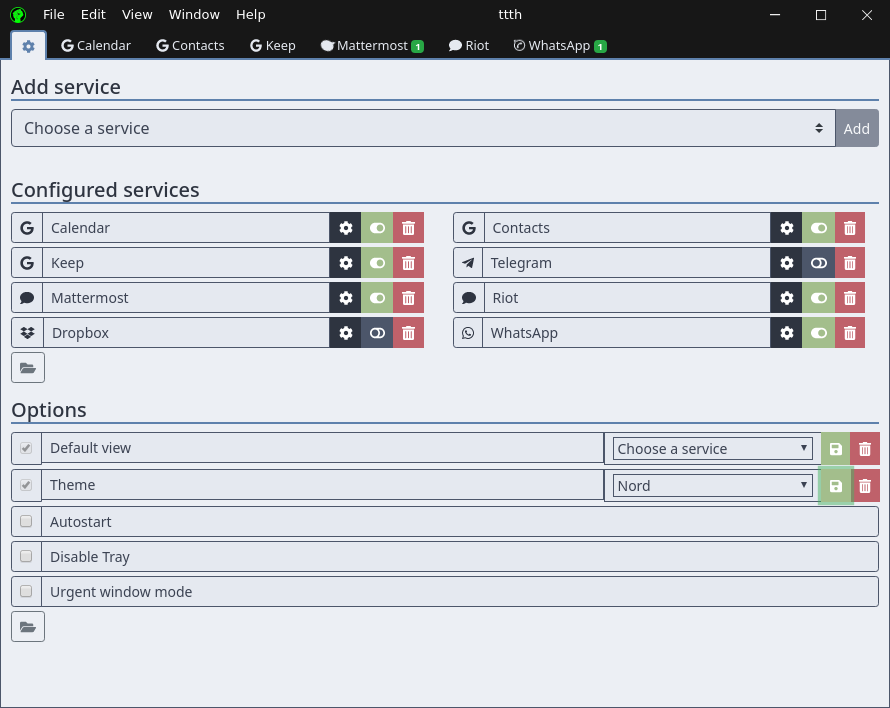 File Edit View Window Help ttth
Calendar Contacts Keep Mattermost 1 Riot WhatsApp 1
Add service
Choose a service Add
Configured services
Calendar Contacts
Keep Telegram
Mattermost Riot
Dropbox WhatsApp
Options
Default view Choose a service
Theme Nord
Autostart
Disable Tray
Urgent window mode